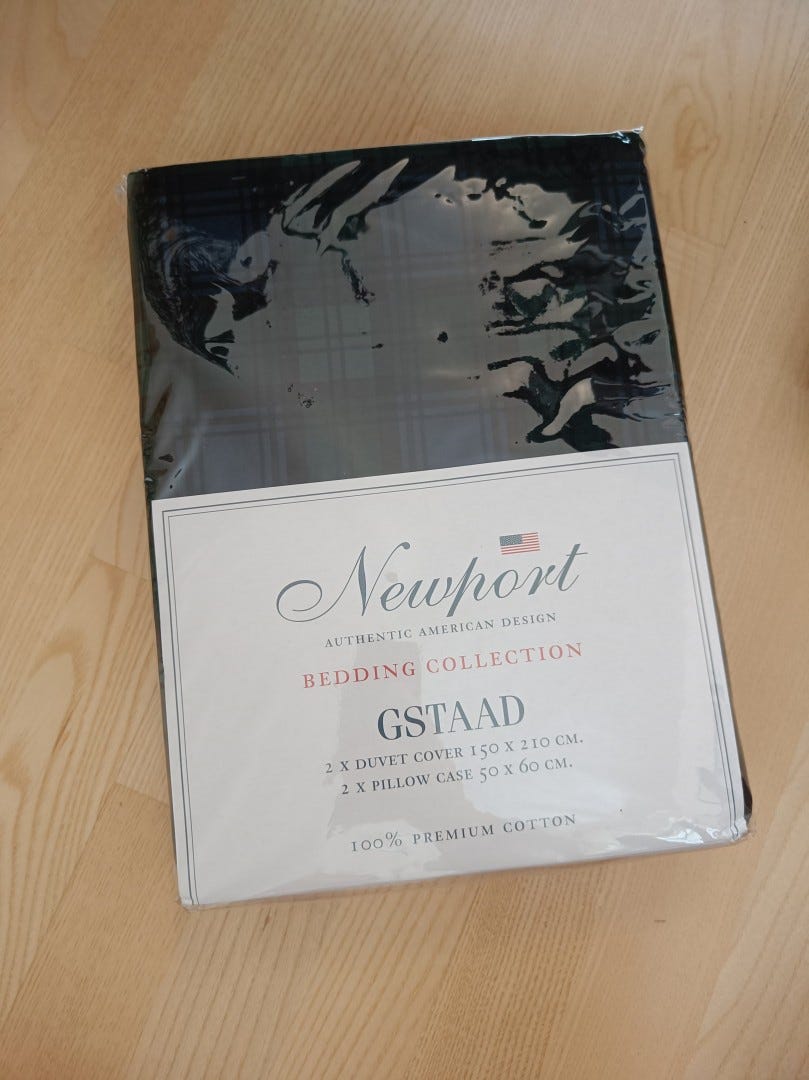 Newport
AUTHENTIC AMERICAN DESIGN
BEDDING COLLECTION
GSTAAD
2 X DUVET COVER 150 X 210 CM.
2 X PILLOW CASE 50 X 60 CM.
100% PREMIUM COTTON